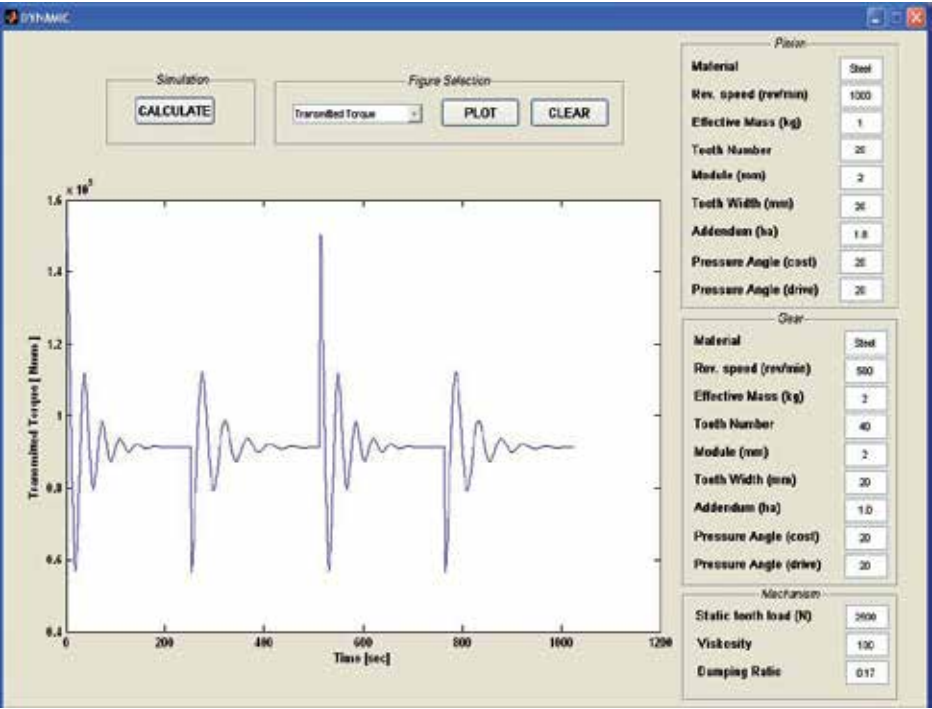 DYNAMIC
Simulation
CALCULATE
Figure Selection
Transmitted Torque
PLOT
CLEAR
x 10
1.6
1.4
1.2
1
0.8
0.6
0.4
0
200
400
600
800
1000
1200
Transmitted Torque [ Nmm ]
Time [sec]
Pinion
Material Steel
Rev. speed (rev/min) 1000
Effective Mass (kg) 1
Tooth Number 20
Module (mm) 2
Tooth Width (mm) 20
Addendum (ha)
Pressure Angle (cost) 20
Pressure Angle (drive) 20
Gear
Material Steel
Rev. speed (rev/min) 500
Effective Mass (kg) 2
Tooth Number 40
Module (mm) 2
Tooth Width (mm) 20
Addendum (ha) 1.0
Pressure Angle (cost) 20
Pressure Angle (drive) 20
Mechanism
Static tooth load (N) 2500
Viskosity 100
Damping Ratio 0.17